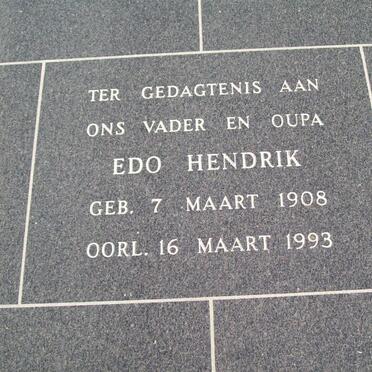 TER GEDAGTENIS AAN
ONS VADER EN OUPA
EDO HENDRIK
GEB. 7 MAART 1908
OORL. 16 MAART 1993